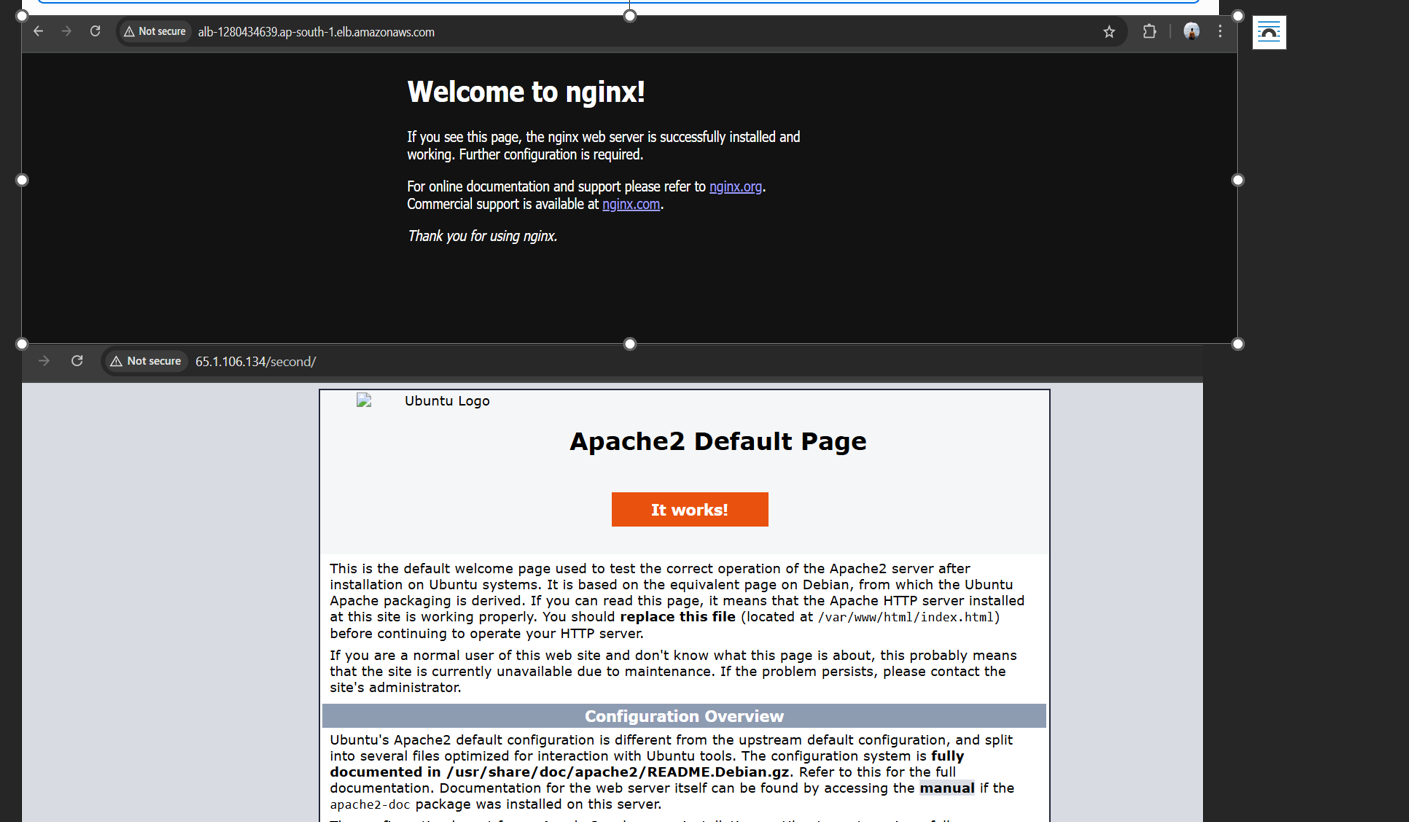 Not secure alb-1280434639.ap-south-1.elb.amazonaws.com
Welcome to nginx!
If you see this page, the nginx web server is successfully installed and
working. Further configuration is required.
For online documentation and support please refer to nginx.org.
Commercial support is available at nginx.com.
Thank you for using nginx.
Not secure 65.1.106.134/second/
Ubuntu Logo
Apache2 Default Page
It works!
This is the default welcome page used to test the correct operation of the Apache2 server after
installation on Ubuntu systems. It is based on the equivalent page on Debian, from which the Ubuntu
Apache packaging is derived. If you can read this page, it means that the Apache HTTP server installed
at this site is working properly. You should replace this file (located at /var/www/html/index.html)
before continuing to operate your HTTP server.
If you are a normal user of this web site and don't know what this page is about, this probably means
that the site is currently unavailable due to maintenance. If the problem persists, please contact the
site's administrator.
Configuration Overview
Ubuntu's Apache2 default configuration is different from the upstream default configuration, and split
into several files optimized for interaction with Ubuntu tools. The configuration system is fully
documented in /usr/share/doc/apache2/README.Debian.gz. Refer to this for the full
documentation. Documentation for the web server itself can be found by accessing the manual if the
apache2-doc package was installed on this server.